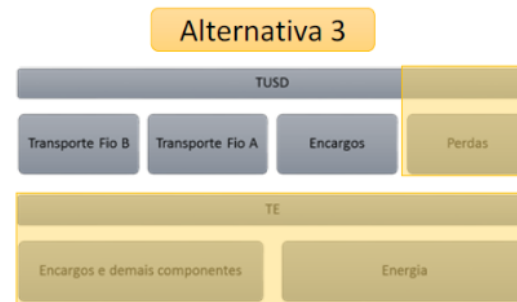 Alternativa 3
TUSD
Transporte Fio B
Transporte Fio A
Encargos
Perdas
TE
Encargos e demais componentes
Energia